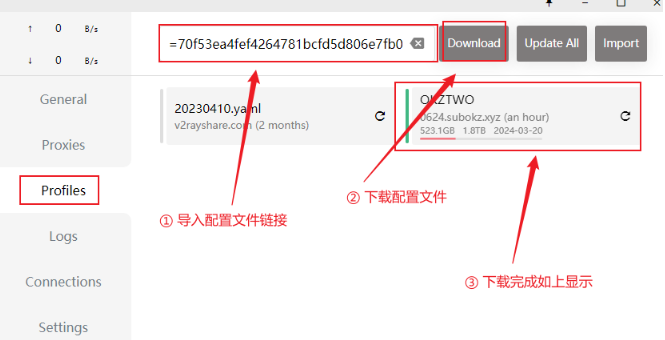 ↑ 0 B/s
=70f53ea4fef4264781bcfd5d806e7fb0
Download
Update All
Import
↓ 0 B/s
General
20230410.yaml
v2rayshare.com (2 months)
OKZTWO
0624.subokz.xyz (an hour)
523.1GB 1.8TB 2024-03-20
Proxies
Profiles
① 导入配置文件链接
② 下载配置文件
Logs
Connections
③ 下载完成如上显示
Settings